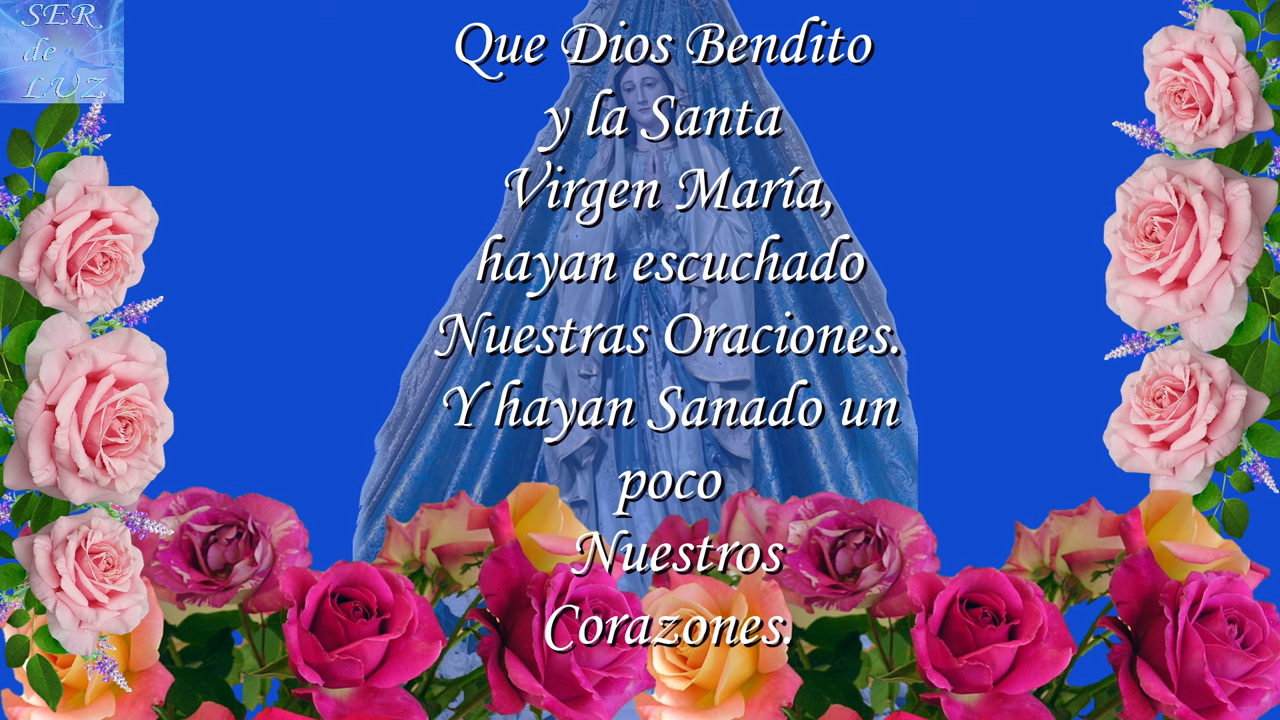 SER
de
LUZ
Que Dios Bendito
y la Santa
Virgen María,
hayan escuchado
Nuestras Oraciones.
Y hayan Sanado un
poco
Nuestros
Corazones.